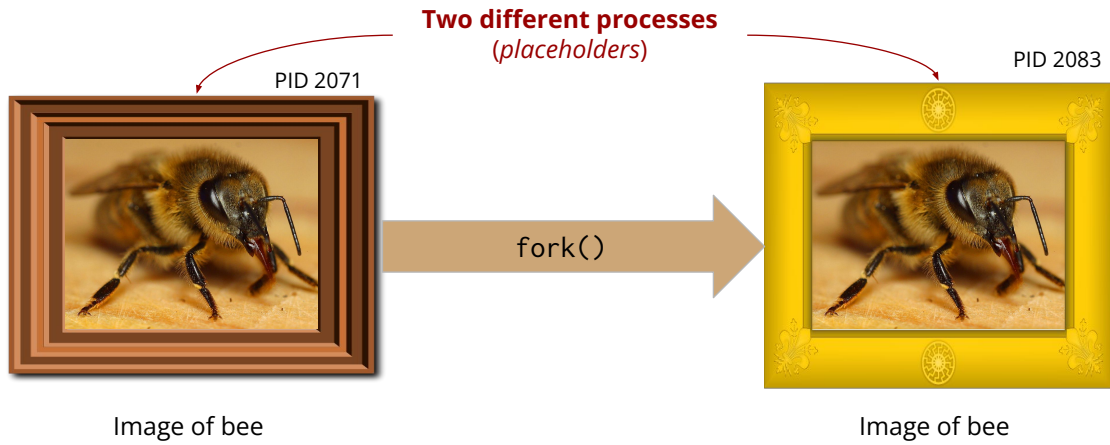 Two different processes
(placeholders)
PID 2071
PID 2083
fork()
Image of bee
Image of bee